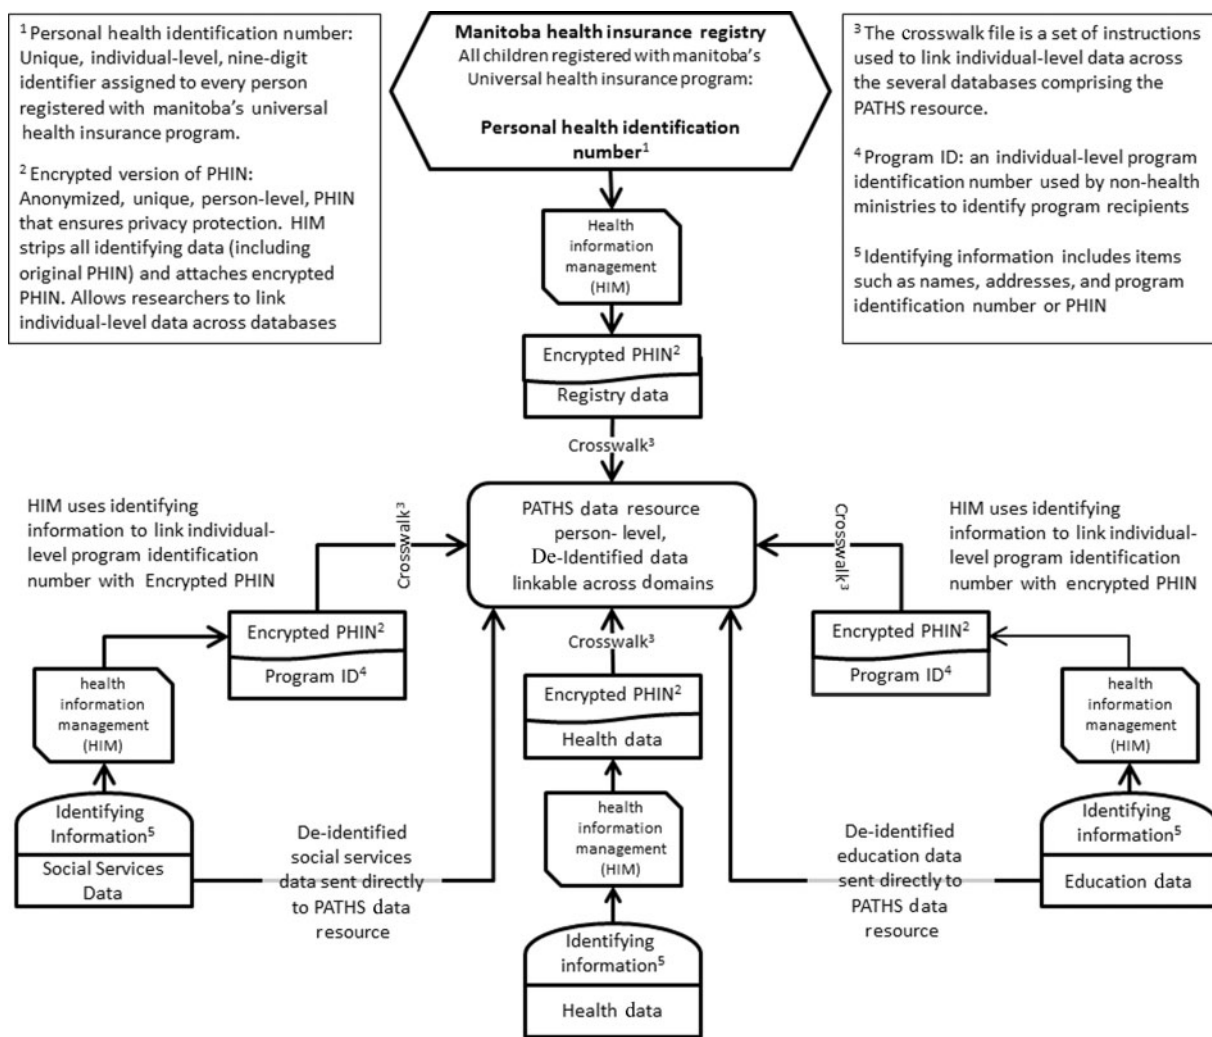 ¹ Personal health identification number:
Unique, individual-level, nine-digit
identifier assigned to every person
registered with manitoba's universal
health insurance program.
² Encrypted version of PHIN:
Anonymized, unique, person-level, PHIN
that ensures privacy protection. HIM
strips all identifying data (including
original PHIN) and attaches encrypted
PHIN. Allows researchers to link
individual-level data across databases
Manitoba health insurance registry
All children registered with manitoba's
Universal health insurance program:
Personal health identification
number¹
³ The crosswalk file is a set of instructions
used to link individual-level data across
the several databases comprising the
PATHS resource.
⁴ Program ID: an individual-level program
identification number used by non-health
ministries to identify program recipients
⁵ Identifying information includes items
such as names, addresses, and program
identification number or PHIN
Health
information
management
(HIM)
Encrypted PHIN²
Registry data
Crosswalk³
HIM uses identifying
information to link individual-
level program identification
number with Encrypted PHIN
Crosswalk³
PATHS data resource
person- level,
De-identified data
linkable across domains
Crosswalk³
HIM uses identifying
information to link individual-
level program identification
number with encrypted PHIN
Encrypted PHIN²
Program ID⁴
Crosswalk³
Encrypted PHIN²
Program ID⁴
health
information
management
(HIM)
Encrypted PHIN²
Health data
health
information
management
(HIM)
Identifying
Information⁵
Social Services
Data
De-identified
social services
data sent directly
to PATHS data
resource
health
information
management
(HIM)
De-identified
education data
sent directly to
PATHS data
resource
Identifying
information⁵
Education data
Identifying
information⁵
Health data